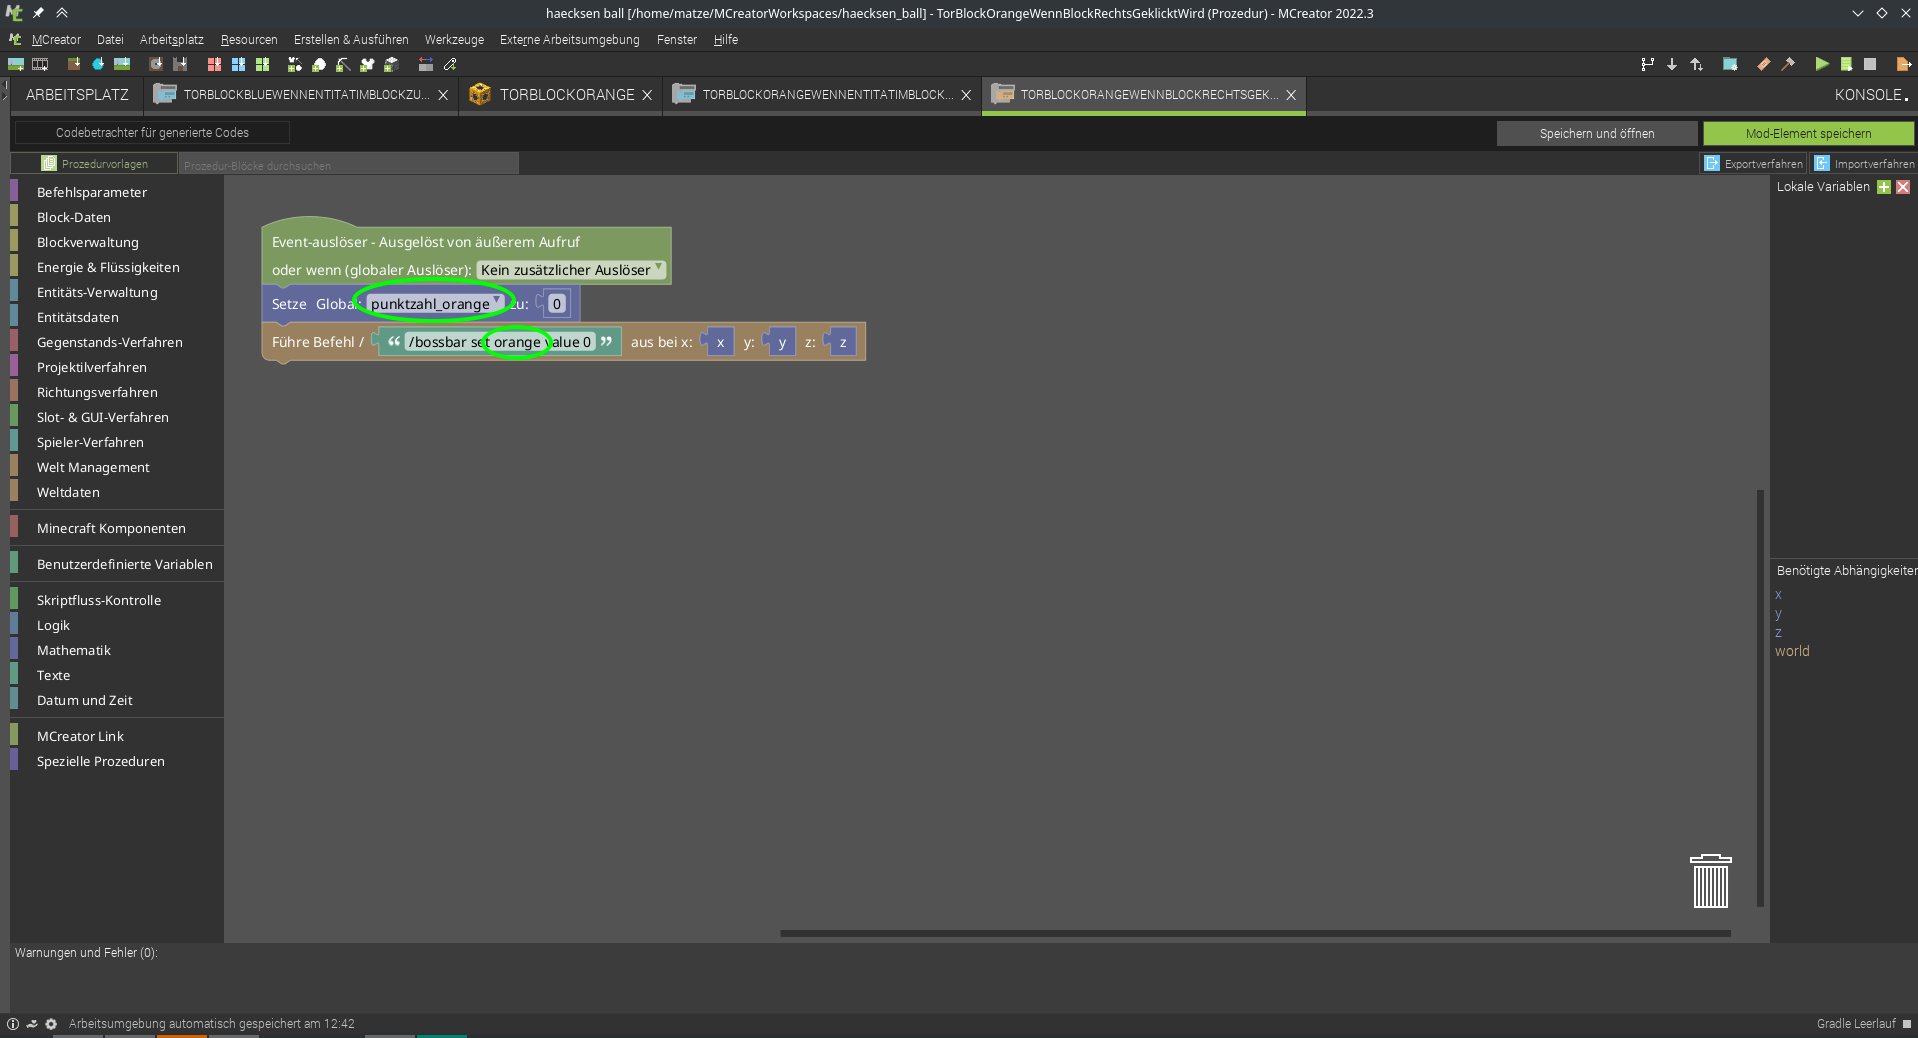 haecksen ball [/home/matze/MCreatorWorkspaces/haecksen_ball] - TorBlockOrangeWennBlockRechtsGeklicktWird (Prozedur) - MCreator 2022.3
MCreator Datei Arbeitsplatz Resourcen Erstellen & Ausführen Werkzeuge Externe Arbeitsumgebung Fenster Hilfe
ARBEITSPLATZ TORBLOCKBLUEWENNENTITATIMBLOCKZU... TORBLOCKORANGE TORBLOCKORANGEWENNENTITATIMBLOCK... TORBLOCKORANGEWENNBLOCKRECHTSGEK... KONSOLE
Codebetrachter für generierte Codes Speichern und öffnen Mod-Element speichern
Prozedurvorlagen Prozedur-Blöcke durchsuchen Exportverfahren Importverfahren
Befehlsparameter
Block-Daten
Blockverwaltung
Energie & Flüssigkeiten
Entitäts-Verwaltung
Entitätsdaten
Gegenstands-Verfahren
Projektilverfahren
Richtungsverfahren
Slot- & GUI-Verfahren
Spieler-Verfahren
Welt Management
Weltdaten
Minecraft Komponenten
Benutzerdefinierte Variablen
Skriptfluss-Kontrolle
Logik
Mathematik
Texte
Datum und Zeit
MCreator Link
Spezielle Prozeduren
Event-auslöser - Ausgelöst von äußerem Aufruf
oder wenn (globaler Auslöser): Kein zusätzlicher Auslöser
Setze Global: punktzahl_orange zu: 0
Führe Befehl / “ /bossbar set orange value 0 ” aus bei x: x y: y z: z
Lokale Variablen
Benötigte Abhängigkeiten
x
y
z
world
Warnungen und Fehler (0):
Arbeitsumgebung automatisch gespeichert am 12:42 Gradle Leerlauf